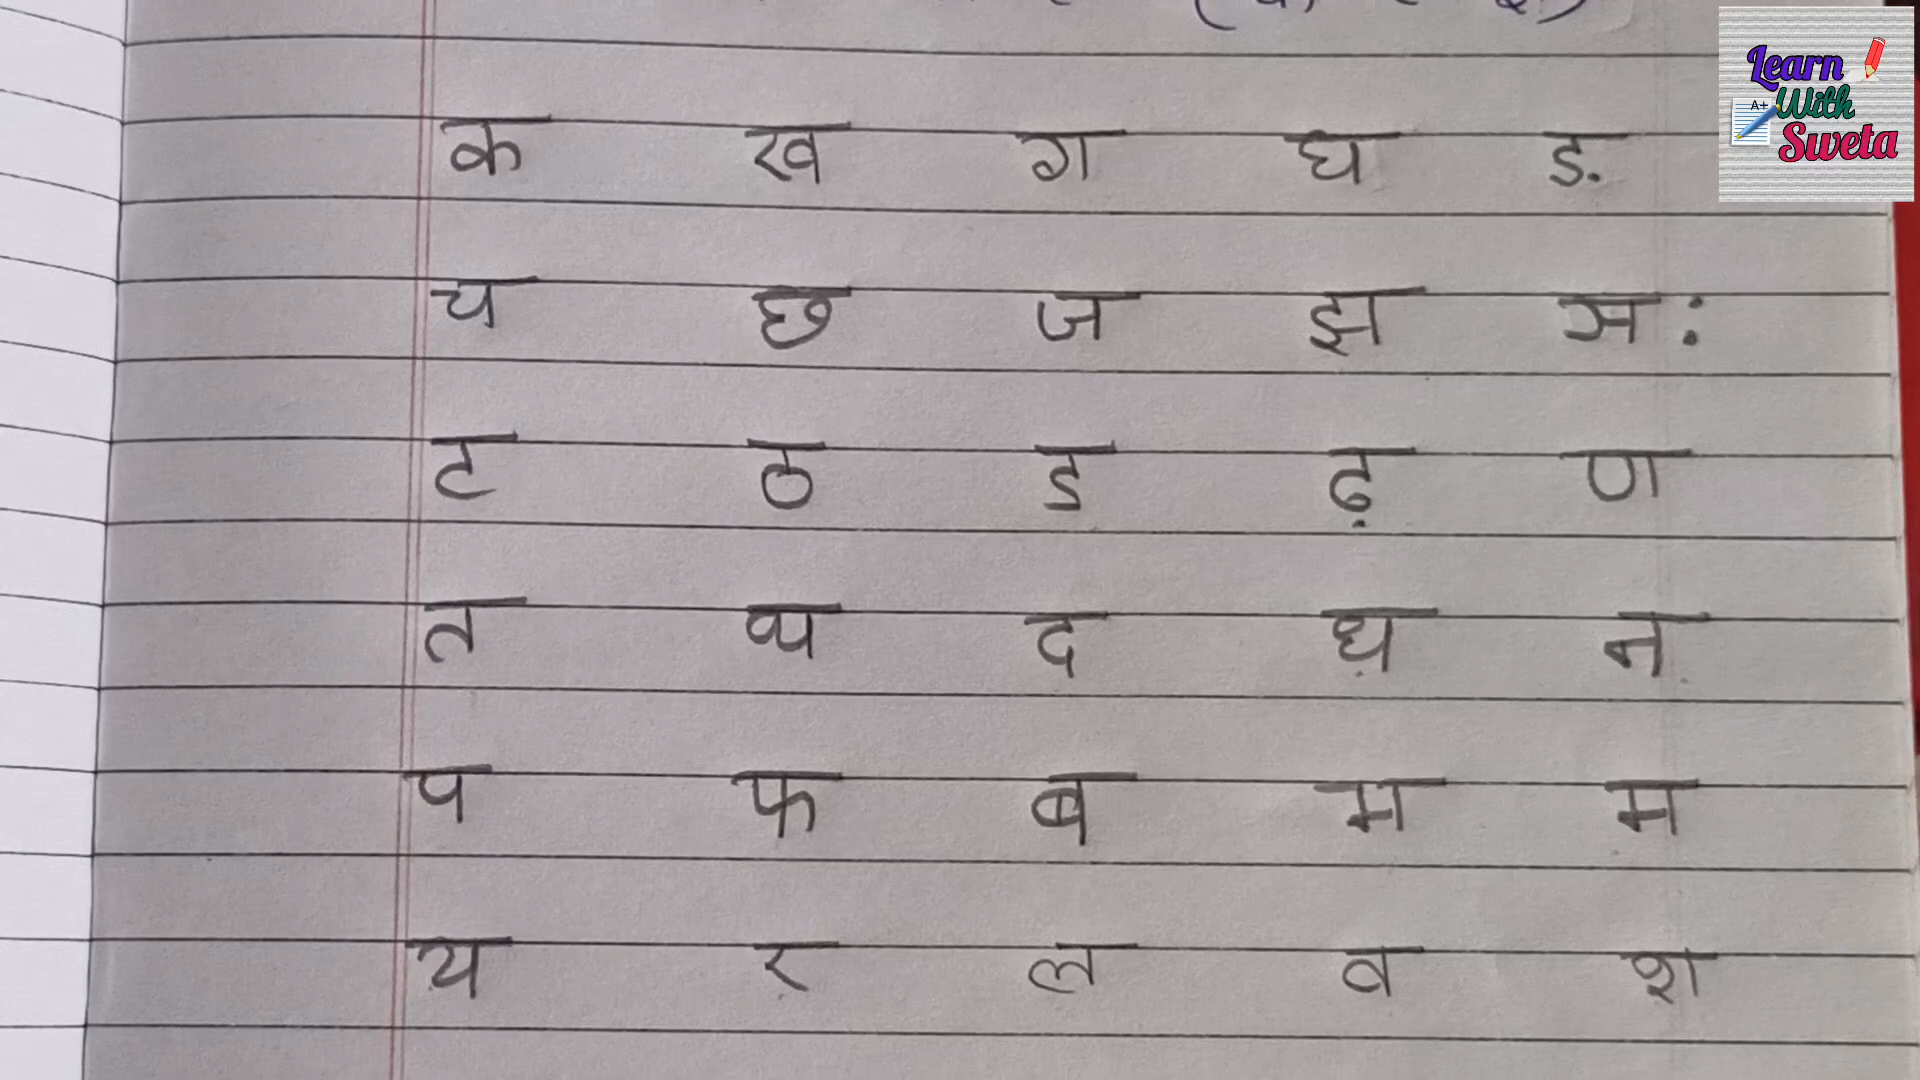 Learn With Sweta
A+
क ख ग घ ङ
च छ ज झ ञ:
ट ठ ड ढ़ ण
त थ द ध न
प फ ब भ म
य र ल व श